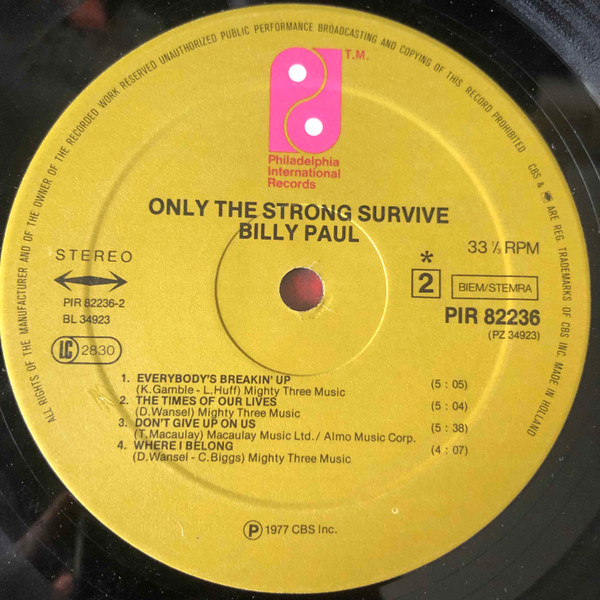 ALL RIGHTS OF THE MANUFACTURER AND OF THE OWNER OF THE RECORDED WORK RESERVED UNAUTHORIZED PUBLIC PERFORMANCE BROADCASTING AND COPYING OF THIS RECORD PROHIBITED
CBS & ARE REG. TRADEMARKS OF CBS INC. MADE IN HOLLAND
T.M.
Philadelphia
International
Records
ONLY THE STRONG SURVIVE
BILLY PAUL
STEREO
PIR 82236-2
BL 34923
LC 2830
33 ⅓ RPM
*
2 BIEM/STEMRA
PIR 82236
(PZ 34923)
1. EVERYBODY'S BREAKIN' UP (5 : 05)
(K.Gamble - L.Huff) Mighty Three Music
2. THE TIMES OF OUR LIVES (5 : 04)
(D.Wansel) Mighty Three Music
3. DON'T GIVE UP ON US (5 : 38)
(T.Macaulay) Macaulay Music Ltd./ Almo Music Corp.
4. WHERE I BELONG (4 : 07)
(D.Wansel - C.Biggs) Mighty Three Music
Ⓟ 1977 CBS Inc.